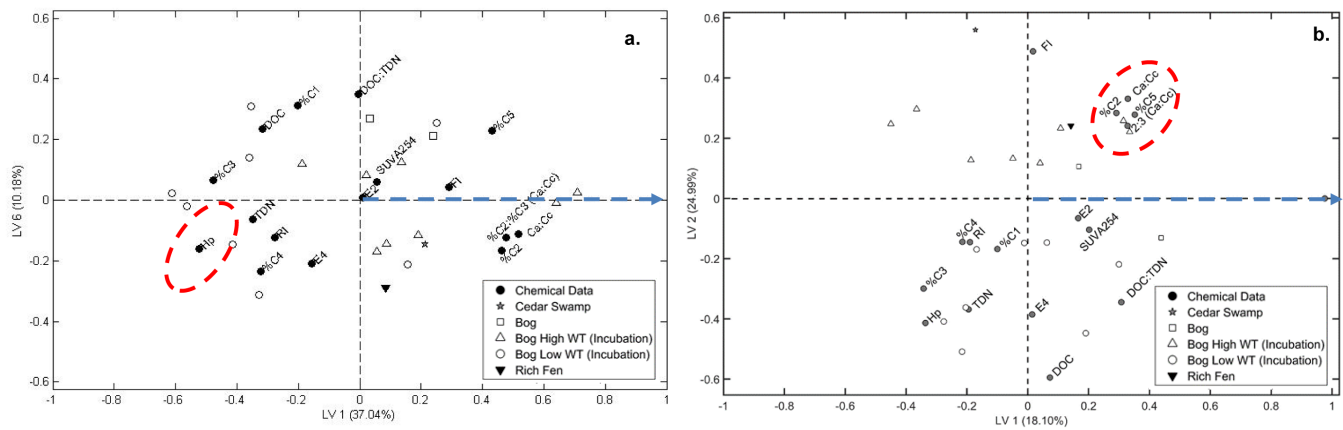 a.
0.6
0.4
0.2
0
-0.2
-0.4
-0.6
-1
-0.8
-0.6
-0.4
-0.2
0
0.2
0.4
0.6
0.8
1
LV 6 (10.18%)
LV 1 (37.04%)
DOC:TDN
%C1
DOC
%C5
%C3
SUVA254
E2
FI
TDN
Hp
RI
%C4
E4
%C2:%C3 (Ca:Cc)
Ca:Cc
%C2
Chemical Data
Cedar Swamp
Bog
Bog High WT (Incubation)
Bog Low WT (Incubation)
Rich Fen
b.
0.6
0.4
0.2
0
-0.2
-0.4
-0.6
-1
-0.8
-0.6
-0.4
-0.2
0
0.2
0.4
0.6
0.8
1
LV 2 (24.99%)
LV 1 (18.10%)
FI
Ca:Cc
%C2
%C5
2:3 (Ca:Cc)
E2
SUVA254
%C4
RI
%C1
%C3
DOC:TDN
TDN
Hp
E4
DOC
Chemical Data
Cedar Swamp
Bog
Bog High WT (Incubation)
Bog Low WT (Incubation)
Rich Fen